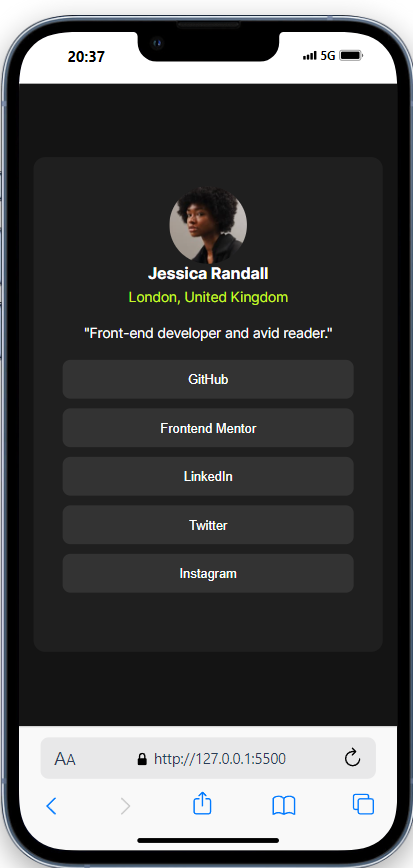 20:37
5G
Jessica Randall
London, United Kingdom
"Front-end developer and avid reader."
GitHub
Frontend Mentor
LinkedIn
Twitter
Instagram
AA
http://127.0.0.1:5500